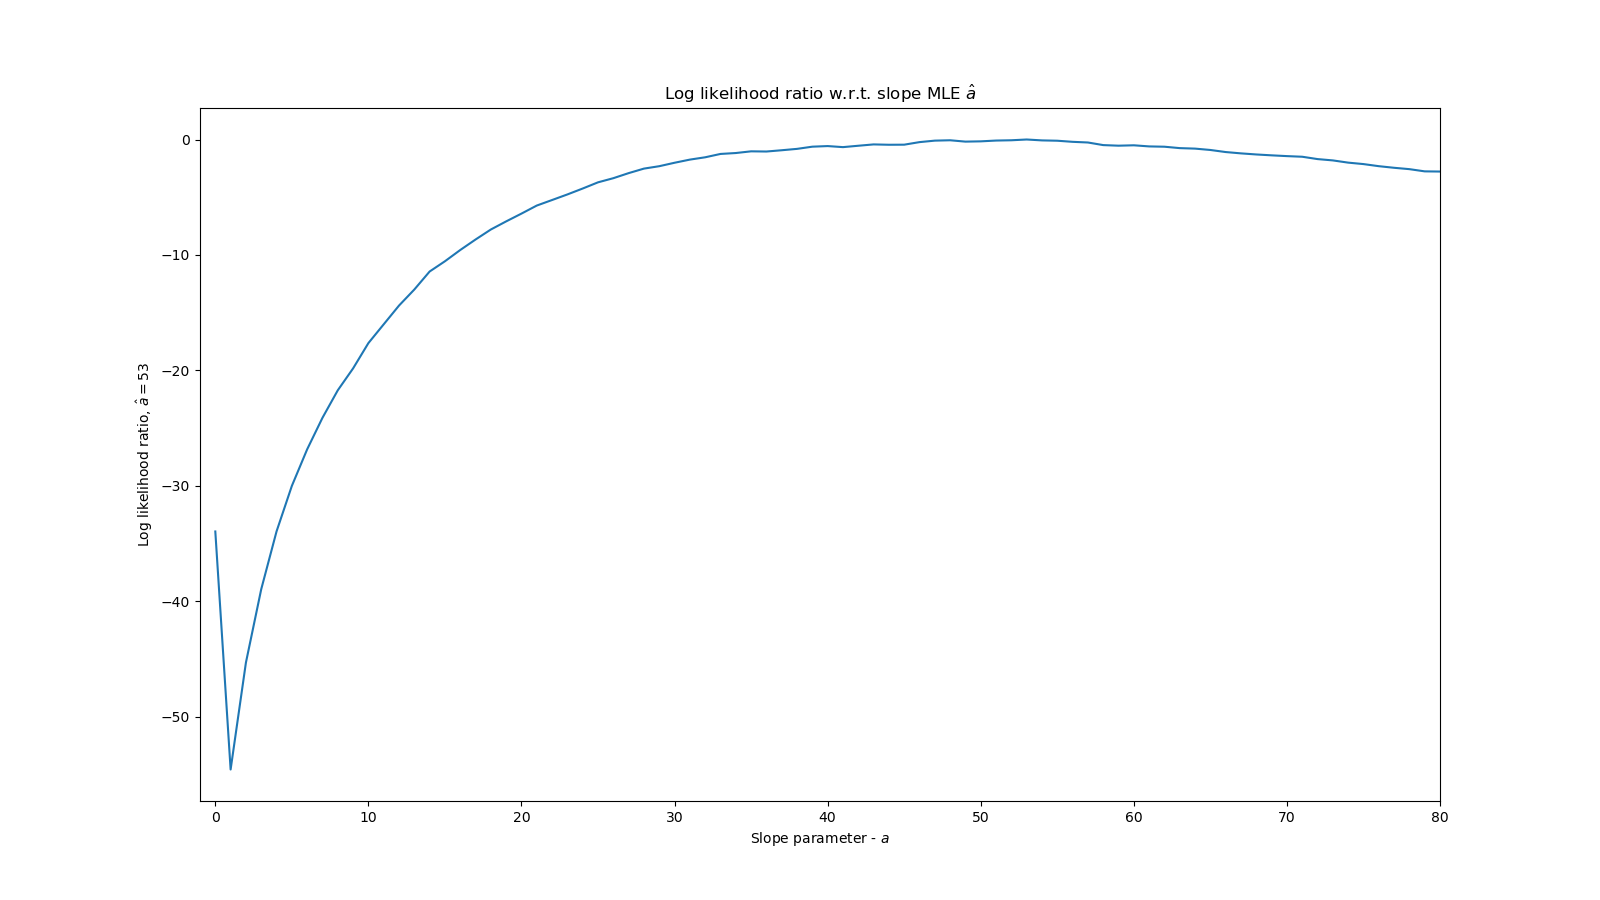 Log likelihood ratio w.r.t. slope MLE â
0
−10
−20
−30
−40
−50
Log likelihood ratio, â = 53
0 10 20 30 40 50 60 70 80
Slope parameter - a